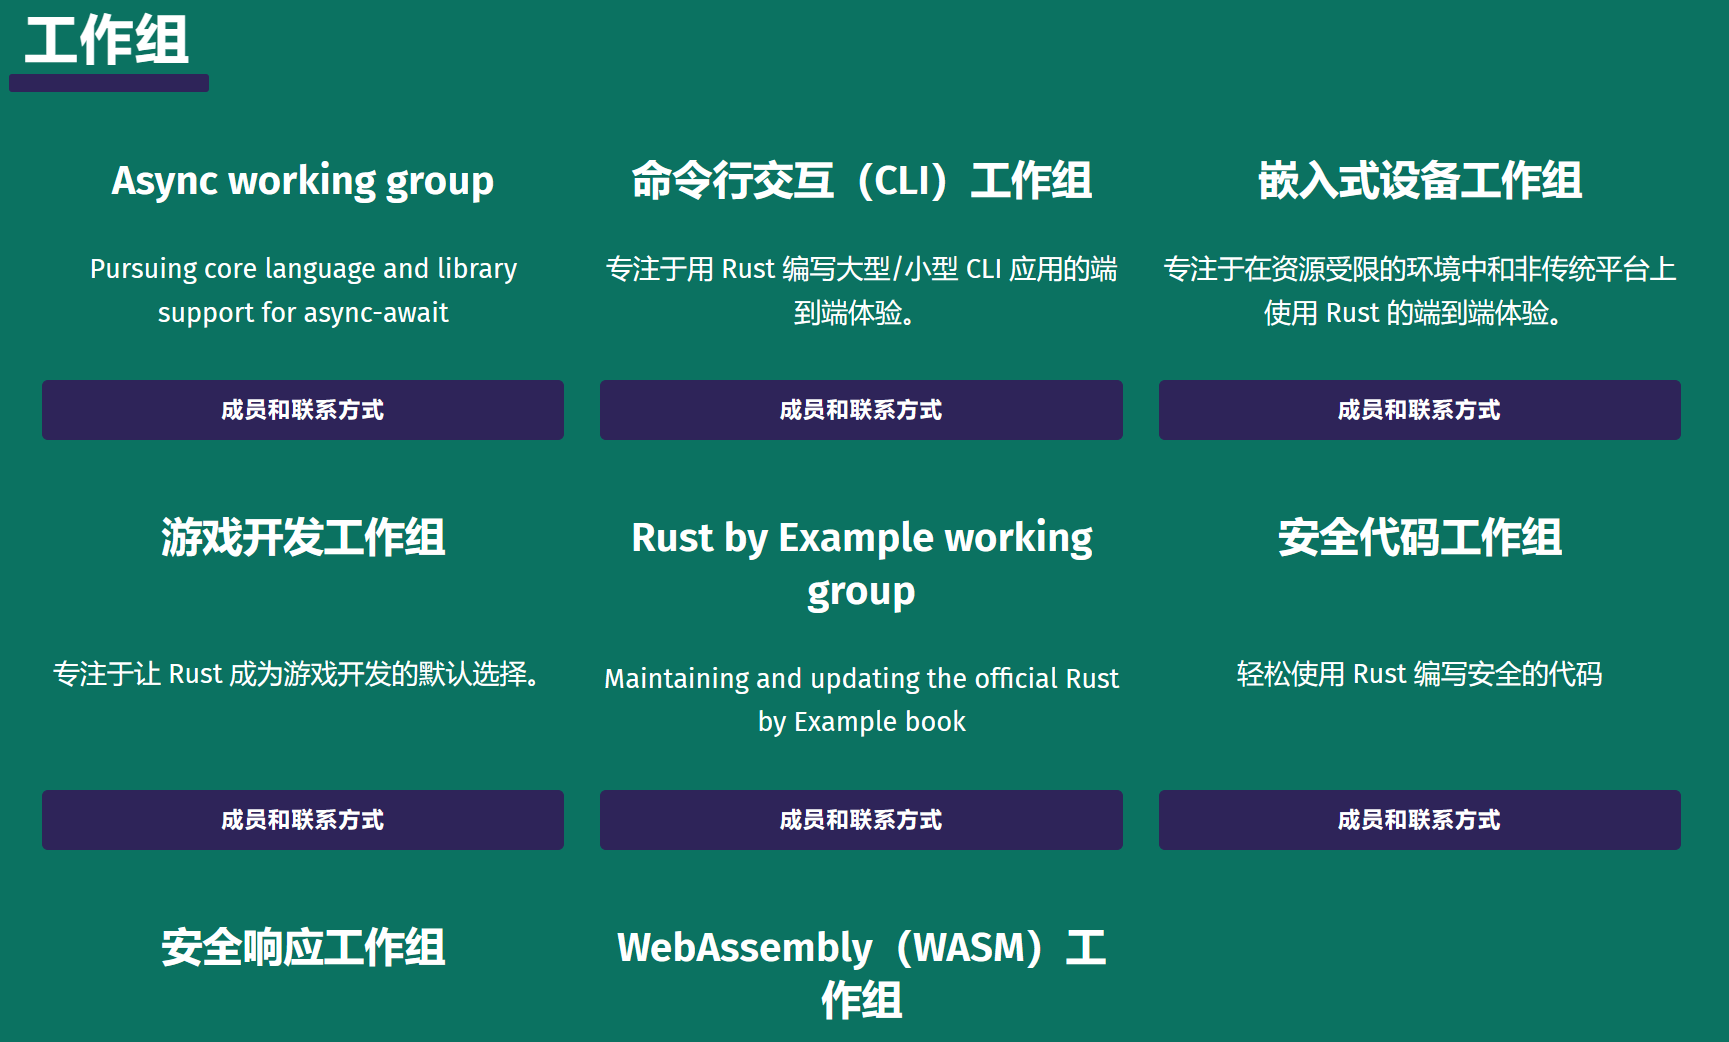 工作组
Async working group
Pursuing core language and library
support for async-await
成员和联系方式
命令行交互（CLI）工作组
专注于用 Rust 编写大型/小型 CLI 应用的端
到端体验。
成员和联系方式
嵌入式设备工作组
专注于在资源受限的环境中和非传统平台上
使用 Rust 的端到端体验。
成员和联系方式
游戏开发工作组
专注于让 Rust 成为游戏开发的默认选择。
成员和联系方式
Rust by Example working
group
Maintaining and updating the official Rust
by Example book
成员和联系方式
安全代码工作组
轻松使用 Rust 编写安全的代码
成员和联系方式
安全响应工作组
WebAssembly（WASM）工
作组